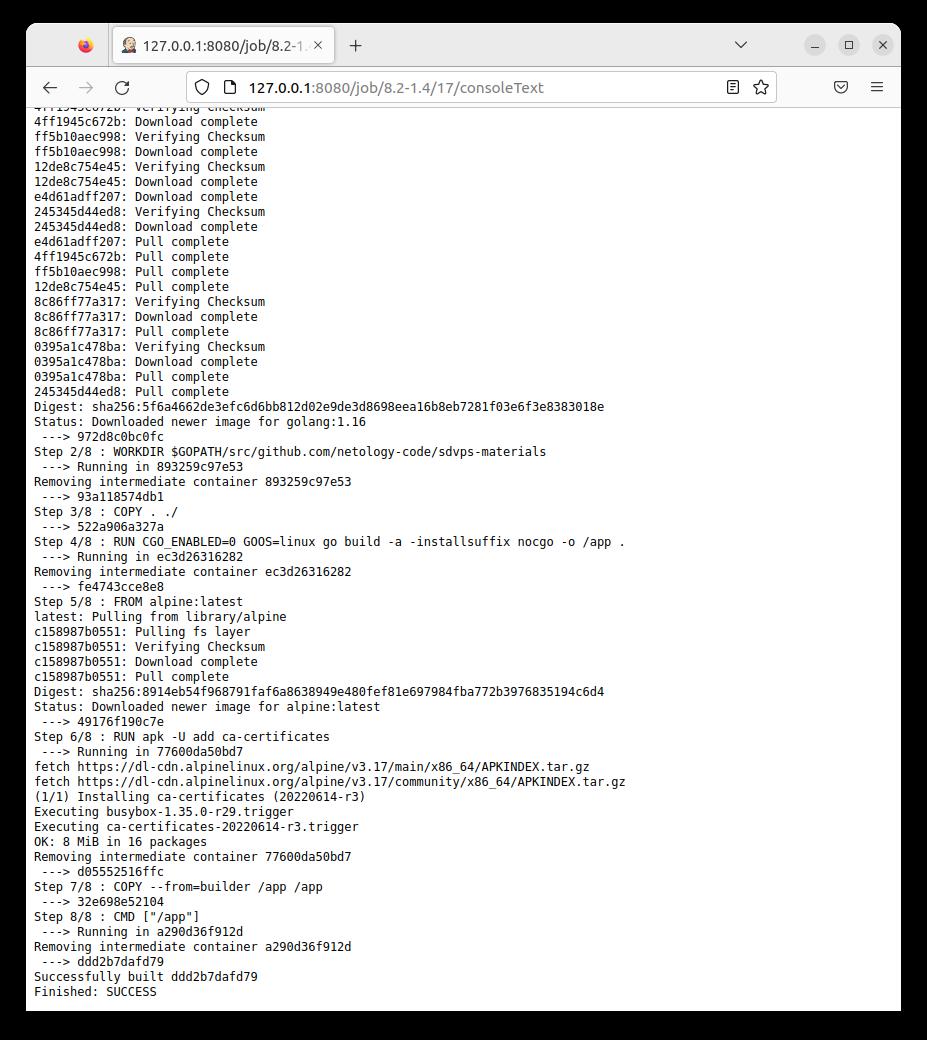 127.0.0.1:8080/job/8.2-1.
127.0.0.1:8080/job/8.2-1.4/17/consoleText
4ff1945c672b: Verifying Checksum
4ff1945c672b: Download complete
ff5b10aec998: Verifying Checksum
ff5b10aec998: Download complete
12de8c754e45: Verifying Checksum
12de8c754e45: Download complete
e4d61adff207: Download complete
245345d44ed8: Verifying Checksum
245345d44ed8: Download complete
e4d61adff207: Pull complete
4ff1945c672b: Pull complete
ff5b10aec998: Pull complete
12de8c754e45: Pull complete
8c86ff77a317: Verifying Checksum
8c86ff77a317: Download complete
8c86ff77a317: Pull complete
0395a1c478ba: Verifying Checksum
0395a1c478ba: Download complete
0395a1c478ba: Pull complete
245345d44ed8: Pull complete
Digest: sha256:5f6a4662de3efc6d6bb812d02e9de3d8698eea16b8eb7281f03e6f3e8383018e
Status: Downloaded newer image for golang:1.16
 ---> 972d8c0bc0fc
Step 2/8 : WORKDIR $GOPATH/src/github.com/netology-code/sdvps-materials
 ---> Running in 893259c97e53
Removing intermediate container 893259c97e53
 ---> 93a118574db1
Step 3/8 : COPY . ./
 ---> 522a906a327a
Step 4/8 : RUN CGO_ENABLED=0 GOOS=linux go build -a -installsuffix nocgo -o /app .
 ---> Running in ec3d26316282
Removing intermediate container ec3d26316282
 ---> fe4743cce8e8
Step 5/8 : FROM alpine:latest
latest: Pulling from library/alpine
c158987b0551: Pulling fs layer
c158987b0551: Verifying Checksum
c158987b0551: Download complete
c158987b0551: Pull complete
Digest: sha256:8914eb54f968791faf6a8638949e480fef81e697984fba772b3976835194c6d4
Status: Downloaded newer image for alpine:latest
 ---> 49176f190c7e
Step 6/8 : RUN apk -U add ca-certificates
 ---> Running in 77600da50bd7
fetch https://dl-cdn.alpinelinux.org/alpine/v3.17/main/x86_64/APKINDEX.tar.gz
fetch https://dl-cdn.alpinelinux.org/alpine/v3.17/community/x86_64/APKINDEX.tar.gz
(1/1) Installing ca-certificates (20220614-r3)
Executing busybox-1.35.0-r29.trigger
Executing ca-certificates-20220614-r3.trigger
OK: 8 MiB in 16 packages
Removing intermediate container 77600da50bd7
 ---> d05552516ffc
Step 7/8 : COPY --from=builder /app /app
 ---> 32e698e52104
Step 8/8 : CMD ["/app"]
 ---> Running in a290d36f912d
Removing intermediate container a290d36f912d
 ---> ddd2b7dafd79
Successfully built ddd2b7dafd79
Finished: SUCCESS